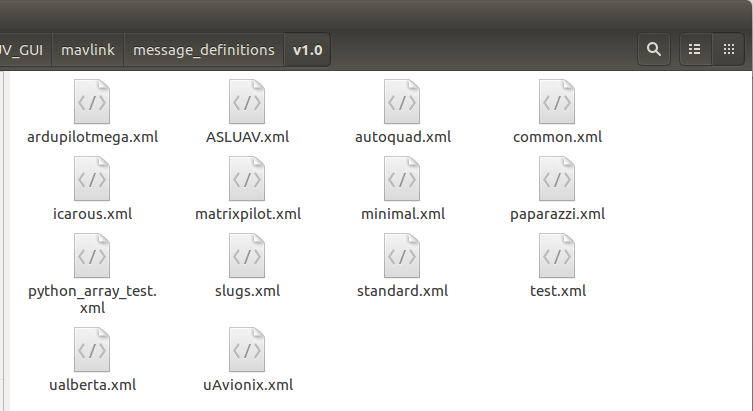 UV_GUI mavlink message_definitions v1.0
ardupilotmega.xml ASLUAV.xml autoquad.xml common.xml
icarous.xml matrixpilot.xml minimal.xml paparazzi.xml
python_array_test.xml slugs.xml standard.xml test.xml
ualberta.xml uAvionix.xml